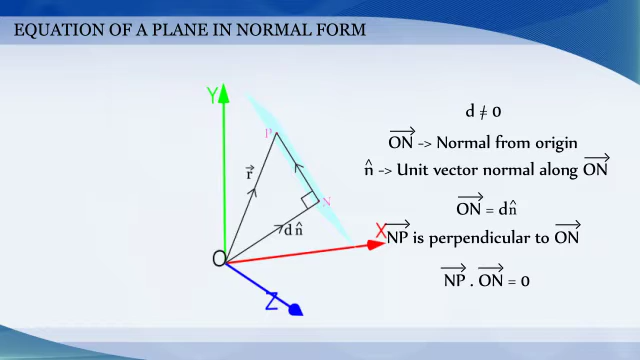 EQUATION OF A PLANE IN NORMAL FORM
Y
d ≠ 0
P
ON⃗ -> Normal from origin
r⃗
n̂ -> Unit vector normal along ON⃗
N
ON⃗ = dn̂
dn̂
X
NP⃗ is perpendicular to ON⃗
O
NP⃗ . ON⃗ = 0
Z